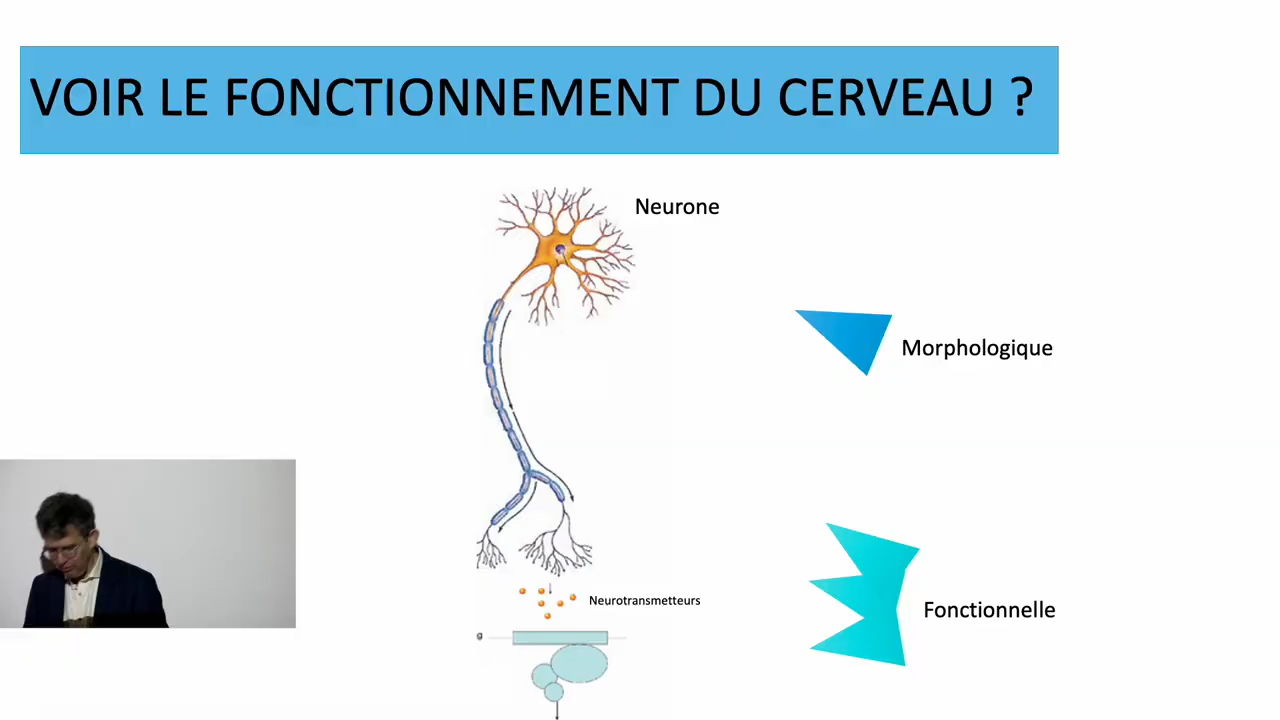 VOIR LE FONCTIONNEMENT DU CERVEAU ?
Neurone
Morphologique
Neurotransmetteurs
Fonctionnelle
g